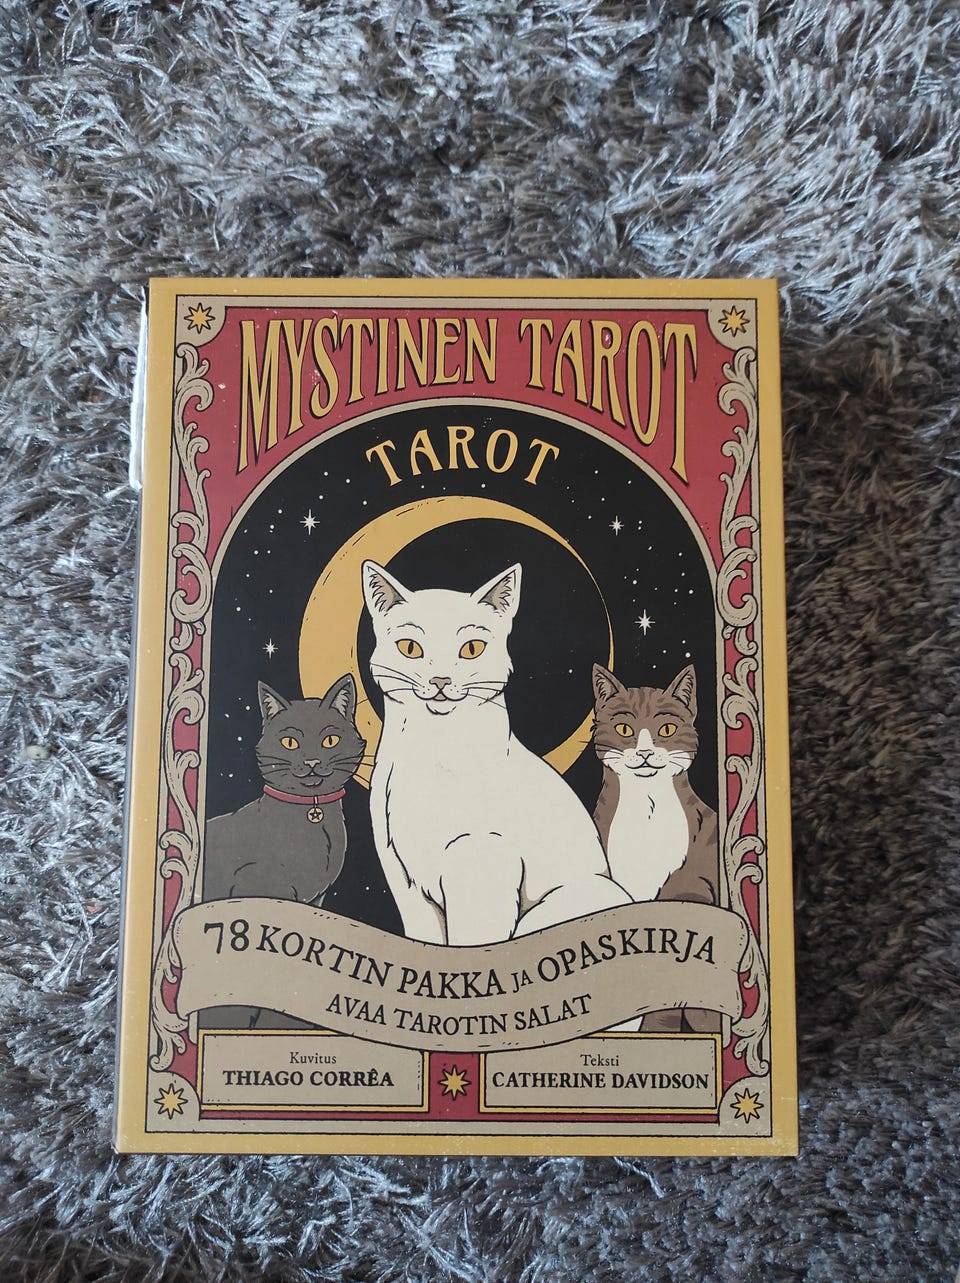 MYSTINEN TAROT
TAROT
78 KORTIN PAKKA JA OPASKIRJA
AVAA TAROTIN SALAT
Kuvitus
THIAGO CORRÊA
Teksti
CATHERINE DAVIDSON